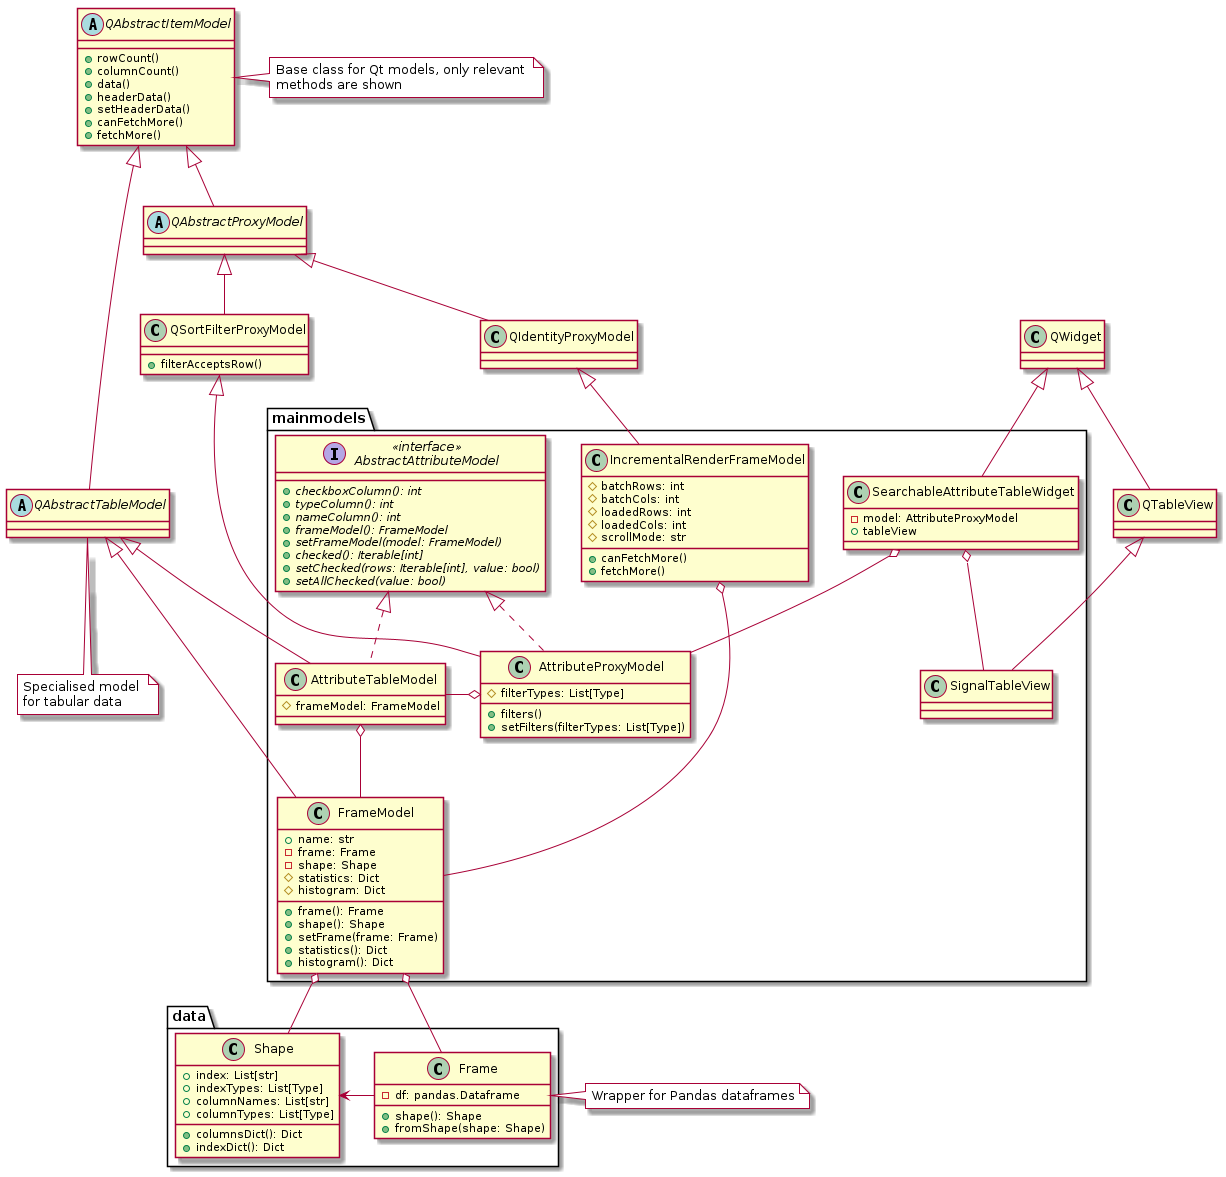 A QAbstractItemModel
rowCount()
columnCount()
data()
headerData()
setHeaderData()
canFetchMore()
fetchMore()
Base class for Qt models, only relevant
methods are shown
A QAbstractProxyModel
C QSortFilterProxyModel
filterAcceptsRow()
C QIdentityProxyModel
C QWidget
mainmodels
I «interface»
AbstractAttributeModel
checkboxColumn(): int
typeColumn(): int
nameColumn(): int
frameModel(): FrameModel
setFrameModel(model: FrameModel)
checked(): Iterable[int]
setChecked(rows: Iterable[int], value: bool)
setAllChecked(value: bool)
C IncrementalRenderFrameModel
batchRows: int
batchCols: int
loadedRows: int
loadedCols: int
scrollMode: str
canFetchMore()
fetchMore()
C SearchableAttributeTableWidget
model: AttributeProxyModel
tableView
C QTableView
A QAbstractTableModel
Specialised model
for tabular data
C AttributeTableModel
frameModel: FrameModel
C AttributeProxyModel
filterTypes: List[Type]
filters()
setFilters(filterTypes: List[Type])
C SignalTableView
C FrameModel
name: str
frame: Frame
shape: Shape
statistics: Dict
histogram: Dict
frame(): Frame
shape(): Shape
setFrame(frame: Frame)
statistics(): Dict
histogram(): Dict
data
C Shape
index: List[str]
indexTypes: List[Type]
columnNames: List[str]
columnTypes: List[Type]
columnsDict(): Dict
indexDict(): Dict
C Frame
df: pandas.Dataframe
shape(): Shape
fromShape(shape: Shape)
Wrapper for Pandas dataframes